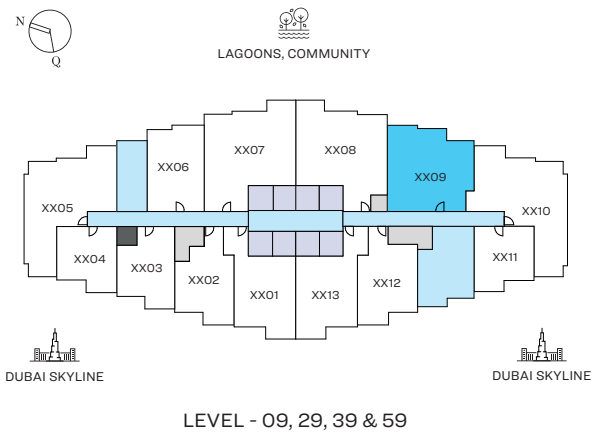 N
Q
LAGOONS, COMMUNITY
XX06
XX07
XX08
XX09
XX05
XX10
XX04
XX03
XX02
XX01
XX13
XX12
XX11
DUBAI SKYLINE
DUBAI SKYLINE
LEVEL - 09, 29, 39 & 59